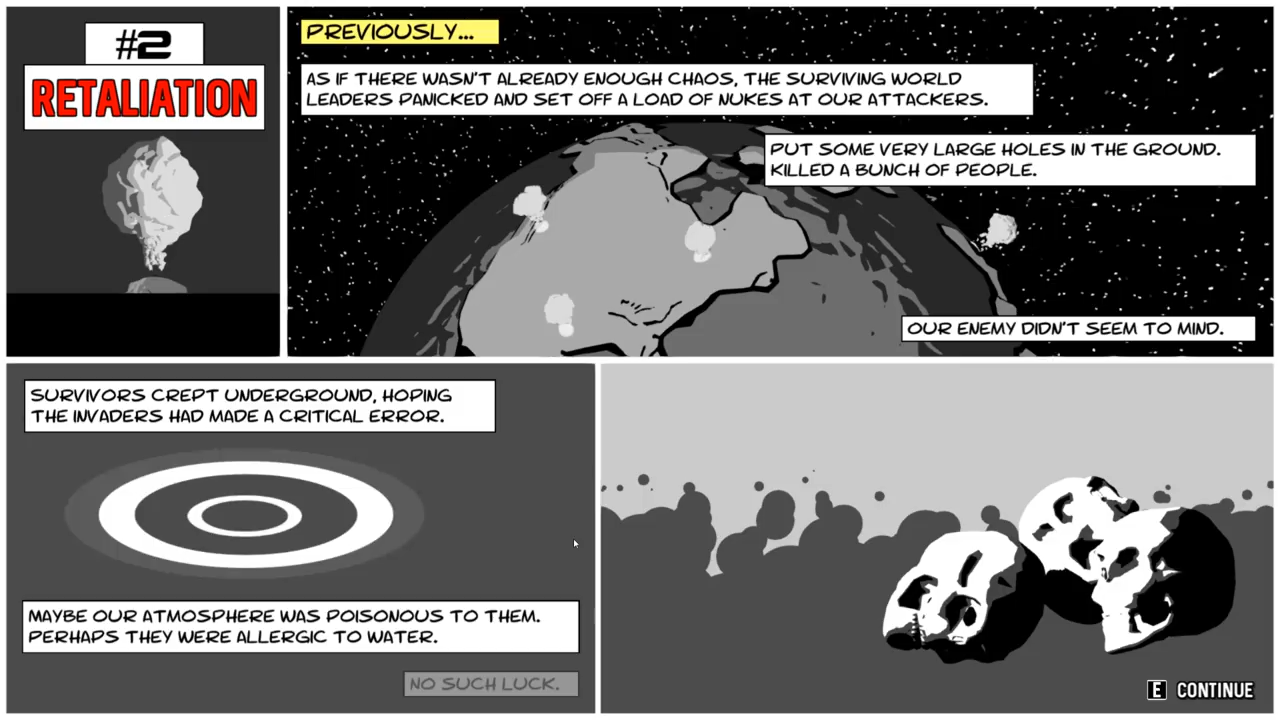 #2
RETALIATION
PREVIOUSLY...
AS IF THERE WASN'T ALREADY ENOUGH CHAOS, THE SURVIVING WORLD
LEADERS PANICKED AND SET OFF A LOAD OF NUKES AT OUR ATTACKERS.
PUT SOME VERY LARGE HOLES IN THE GROUND.
KILLED A BUNCH OF PEOPLE.
OUR ENEMY DIDN'T SEEM TO MIND.
SURVIVORS CREPT UNDERGROUND, HOPING
THE INVADERS HAD MADE A CRITICAL ERROR.
MAYBE OUR ATMOSPHERE WAS POISONOUS TO THEM.
PERHAPS THEY WERE ALLERGIC TO WATER.
NO SUCH LUCK.
E CONTINUE